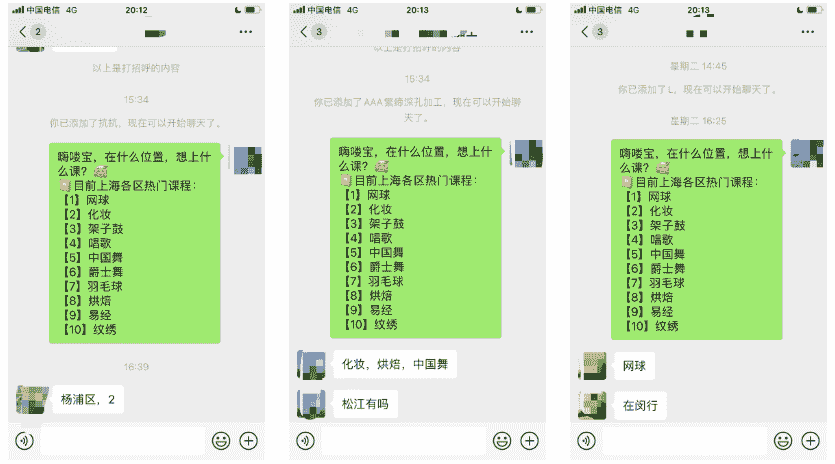 中国电信 4G
20:12
2
以上是打招呼的内容
15:34
你已添加了扒扒，现在可以开始聊天了。
嗨喽宝，在什么位置，想上什
么课？
目前上海各区热门课程：
【1】网球
【2】化妆
【3】架子鼓
【4】唱歌
【5】中国舞
【6】爵士舞
【7】羽毛球
【8】烘焙
【9】易经
【10】纹绣
16:39
杨浦区，2
中国电信 4G
20:13
3
以上是打招呼的内容
15:34
你已添加了AAA繁缔深孔加工，现在可以开始聊
天了。
嗨喽宝，在什么位置，想上什
么课？
目前上海各区热门课程：
【1】网球
【2】化妆
【3】架子鼓
【4】唱歌
【5】中国舞
【6】爵士舞
【7】羽毛球
【8】烘焙
【9】易经
【10】纹绣
化妆，烘焙，中国舞
松江有吗
中国电信 4G
20:13
3
星期二 14:45
你已添加了L，现在可以开始聊天了。
星期二 16:25
嗨喽宝，在什么位置，想上什
么课？
目前上海各区热门课程：
【1】网球
【2】化妆
【3】架子鼓
【4】唱歌
【5】中国舞
【6】爵士舞
【7】羽毛球
【8】烘焙
【9】易经
【10】纹绣
网球
在闵行